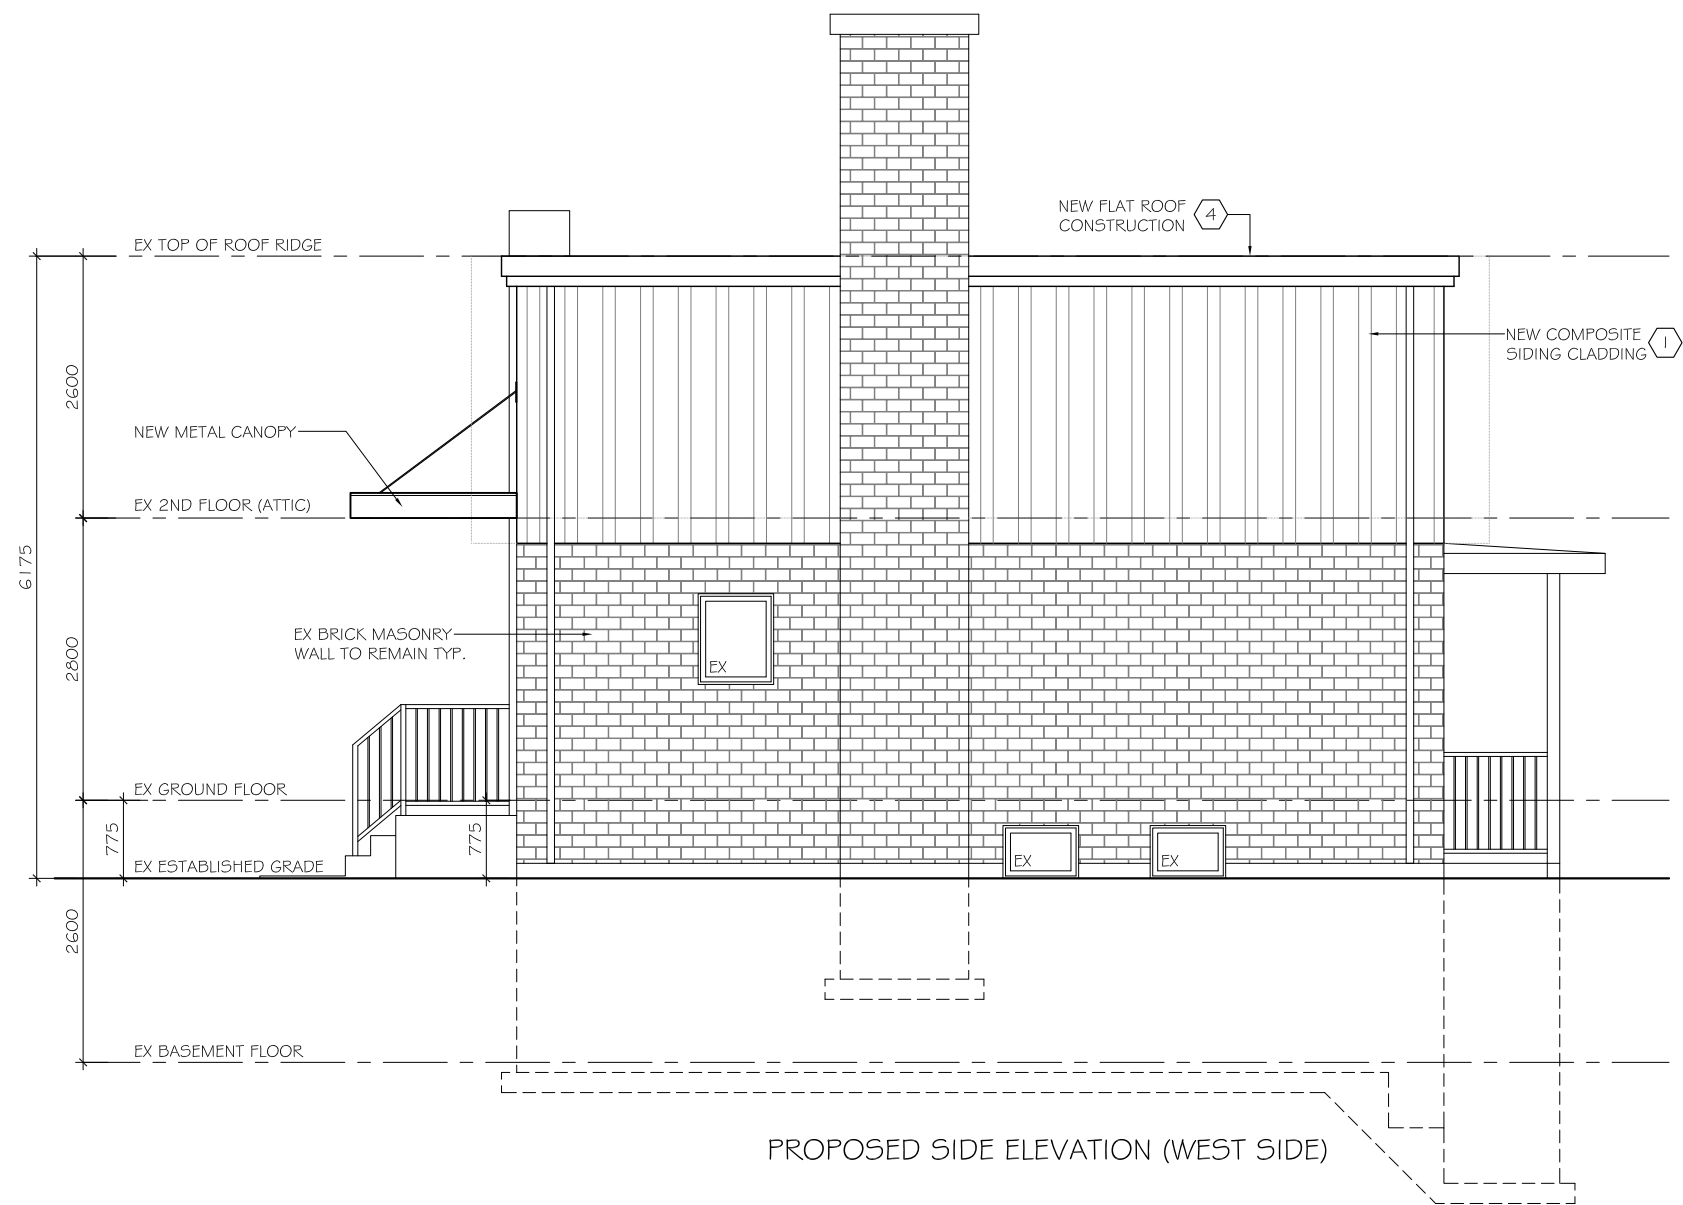 NEW FLAT ROOF
CONSTRUCTION
4
EX TOP OF ROOF RIDGE
NEW COMPOSITE
SIDING CLADDING
1
2600
NEW METAL CANOPY
EX 2ND FLOOR (ATTIC)
6175
EX BRICK MASONRY
WALL TO REMAIN TYP.
2800
EX
EX GROUND FLOOR
775
775
EX
EX
EX ESTABLISHED GRADE
2600
EX BASEMENT FLOOR
PROPOSED SIDE ELEVATION (WEST SIDE)